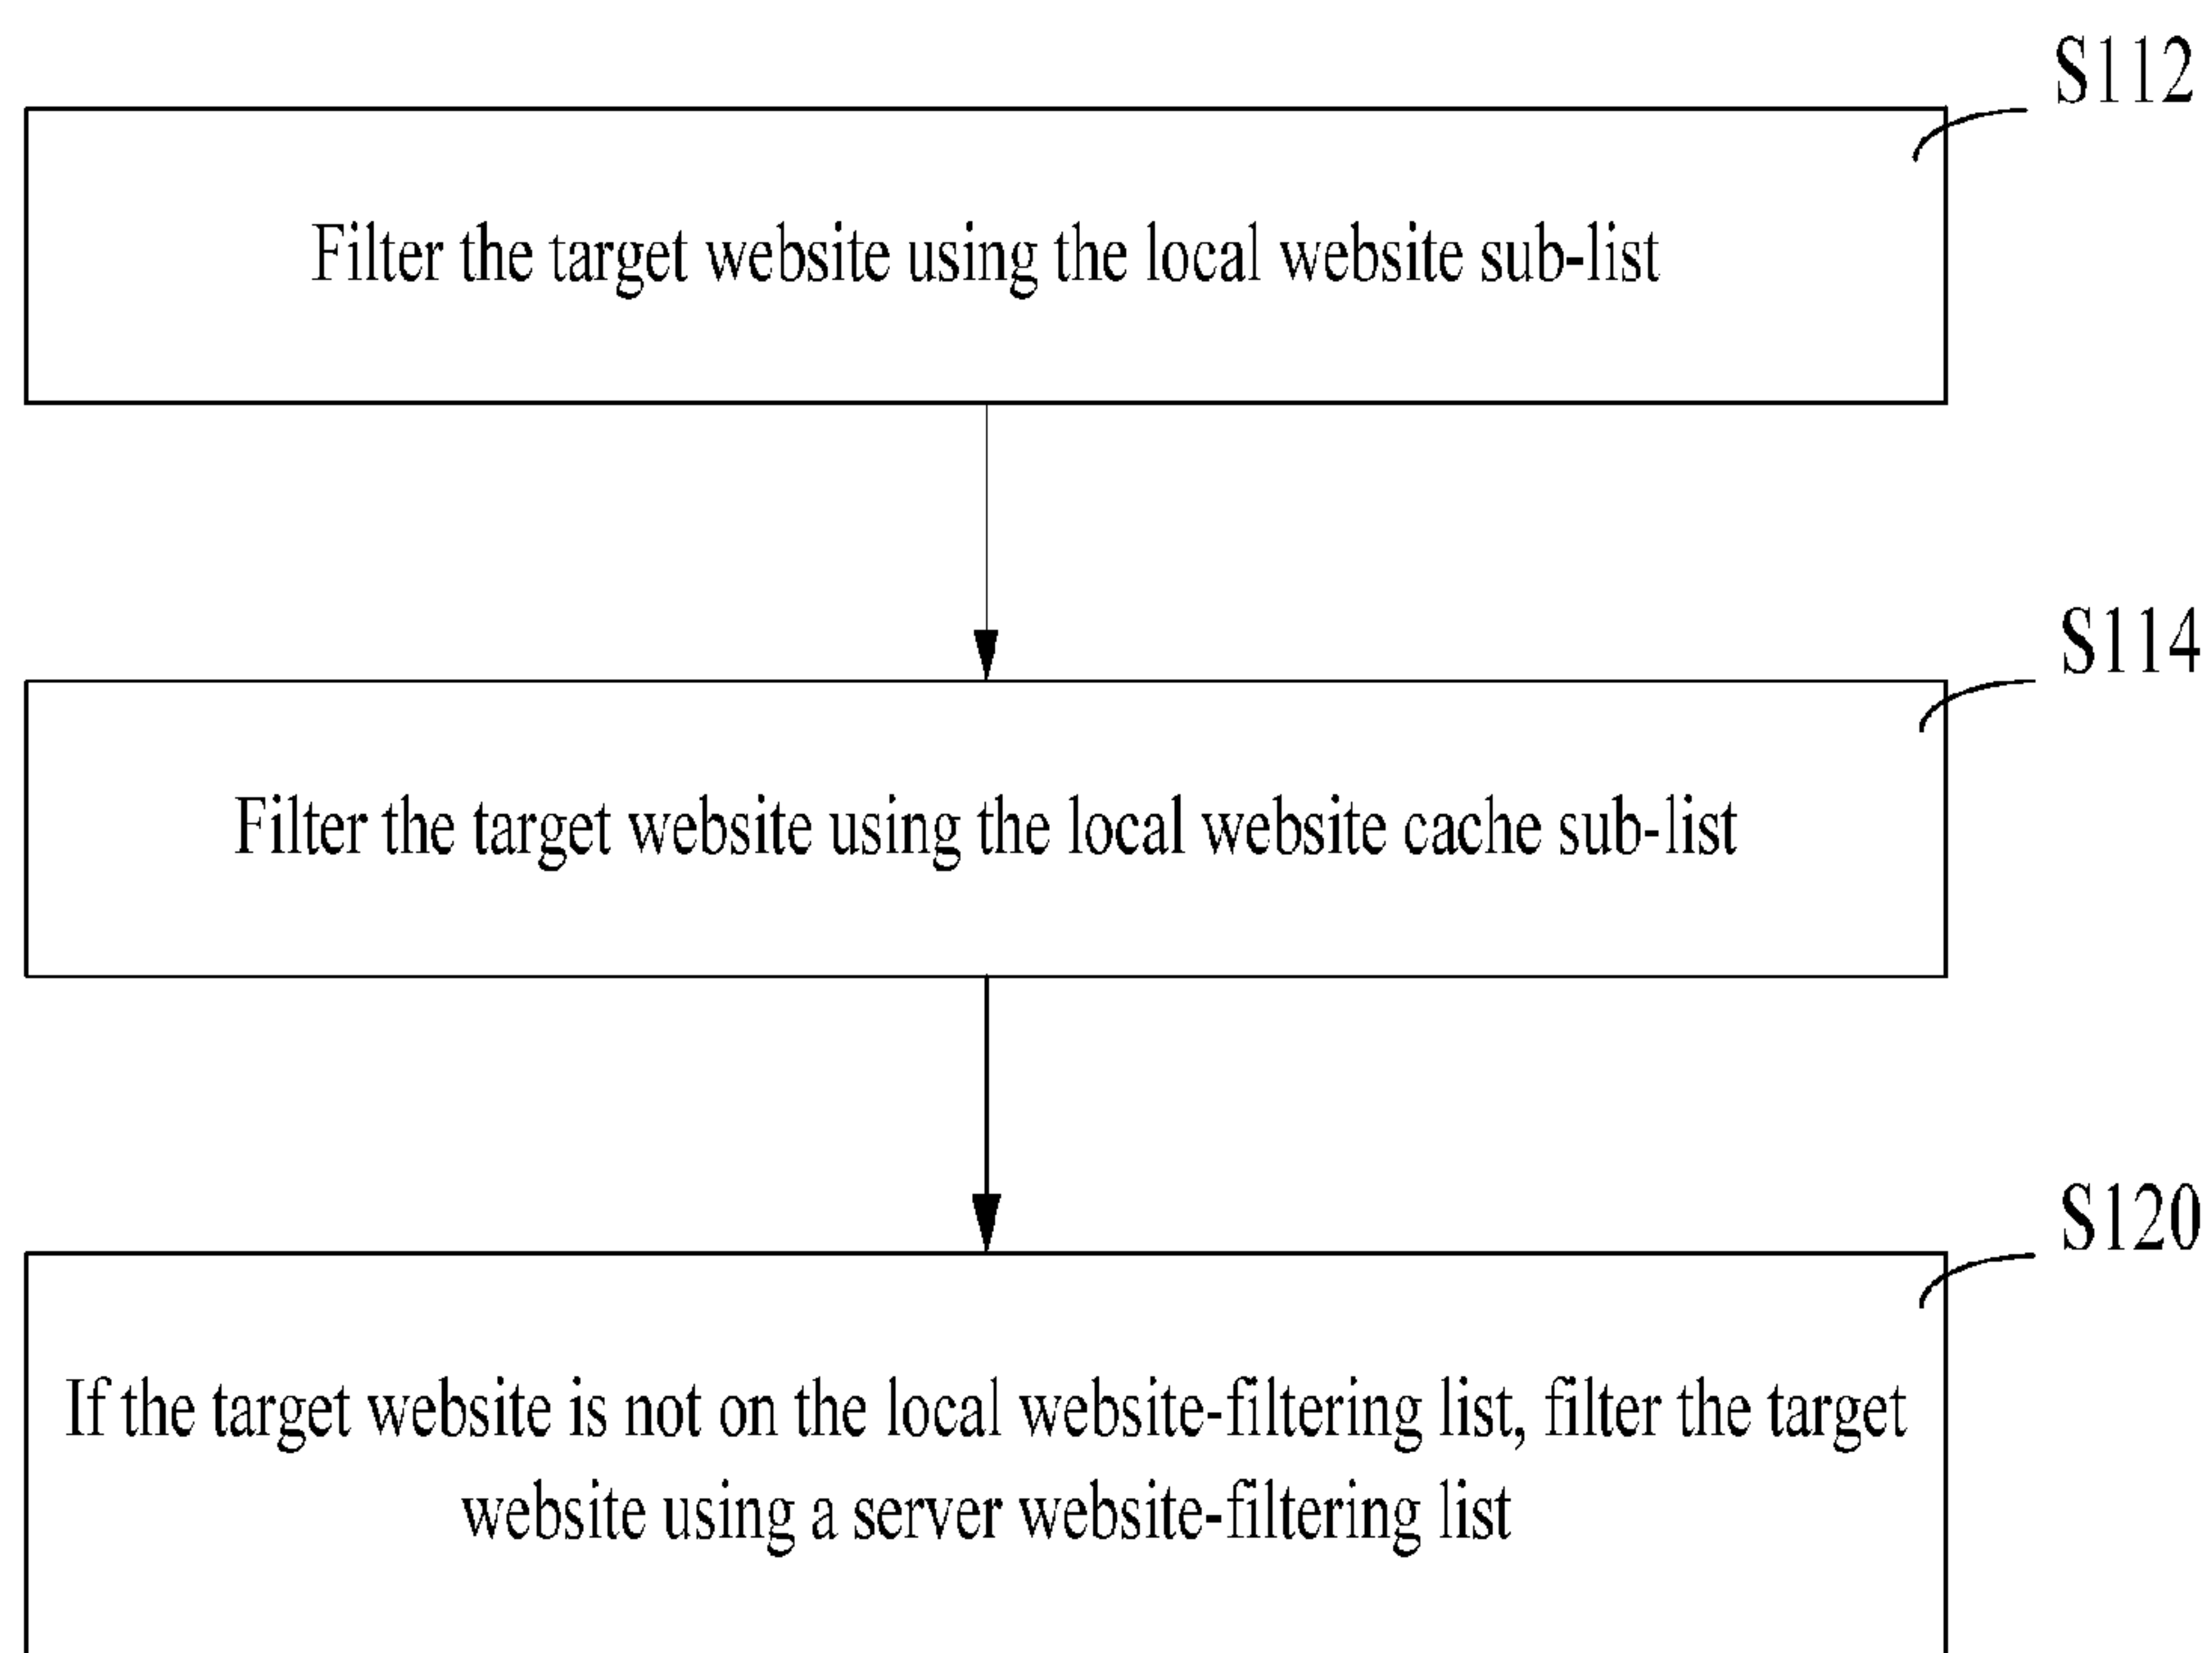 S112
Filter the target website using the local website sub-list
S114
Filter the target website using the local website cache sub-list
S120
If the target website is not on the local website-filtering list, filter the target
website using a server website-filtering list